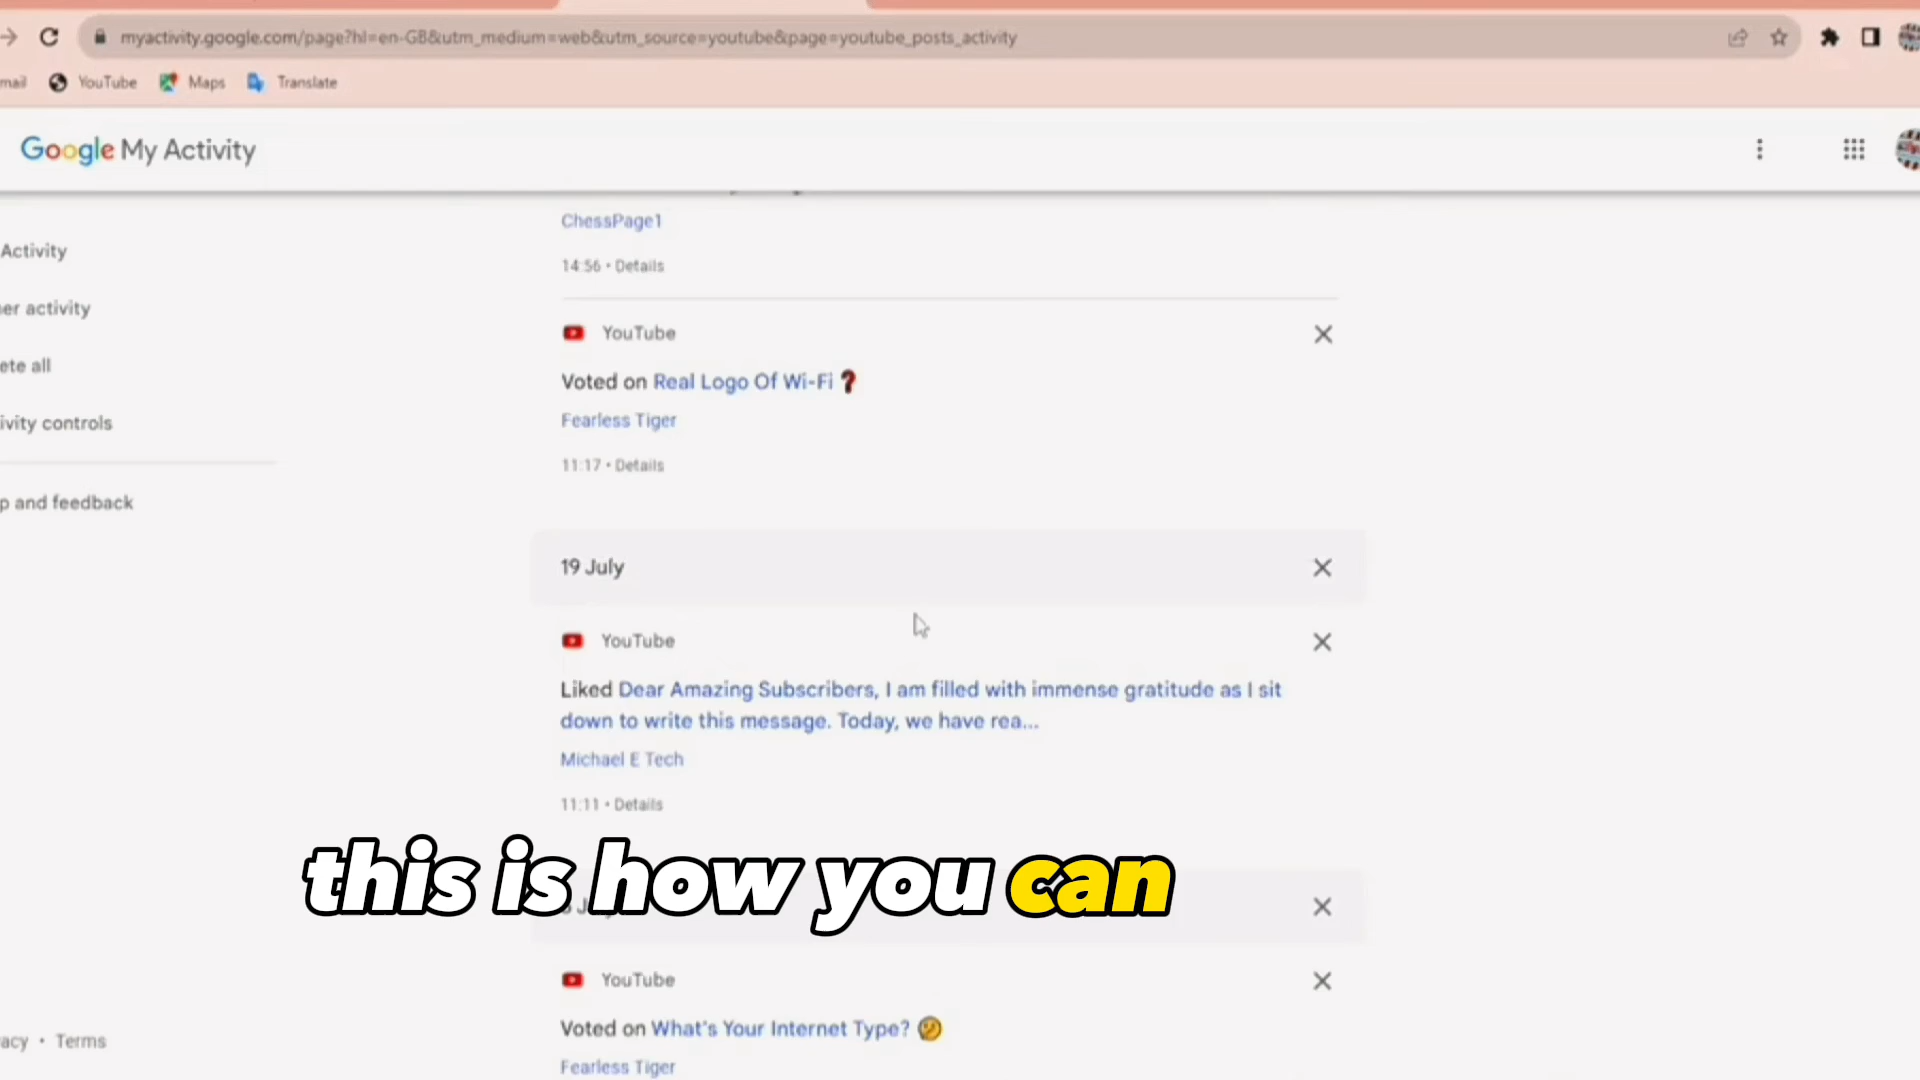 myactivity.google.com/page?hl=en-GB&utm_medium=web&utm_source=youtube&page=youtube_posts_activity
mail YouTube Maps Translate
Google My Activity
ChessPage1
Activity
14:56 • Details
er activity
YouTube
ete all
Voted on Real Logo Of Wi-Fi ❓
Fearless Tiger
ivity controls
11:17 • Details
p and feedback
19 July
YouTube
Liked Dear Amazing Subscribers, I am filled with immense gratitude as I sit
down to write this message. Today, we have rea...
Michael E Tech
11:11 • Details
this is how you can
YouTube
Voted on What's Your Internet Type? 🤔
acy • Terms
Fearless Tiger